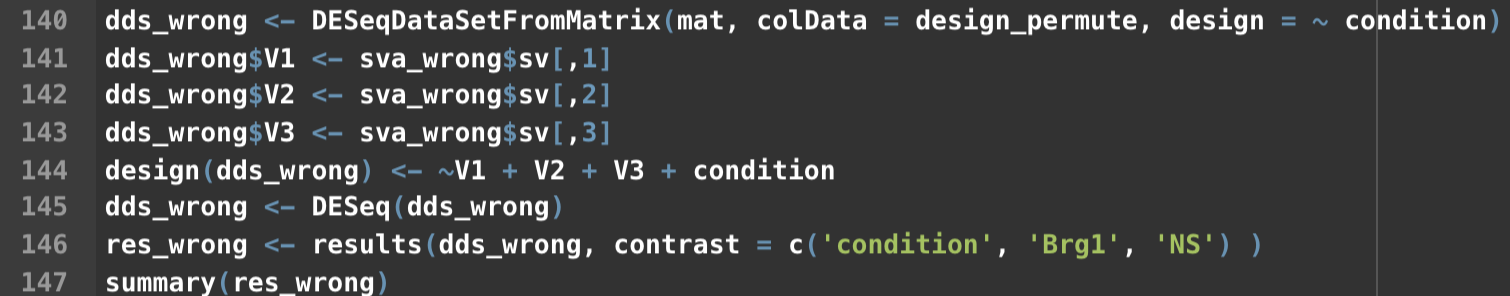 140 dds_wrong <- DESeqDataSetFromMatrix(mat, colData = design_permute, design = ~ condition)
141 dds_wrong$V1 <- sva_wrong$sv[,1]
142 dds_wrong$V2 <- sva_wrong$sv[,2]
143 dds_wrong$V3 <- sva_wrong$sv[,3]
144 design(dds_wrong) <- ~V1 + V2 + V3 + condition
145 dds_wrong <- DESeq(dds_wrong)
146 res_wrong <- results(dds_wrong, contrast = c('condition', 'Brg1', 'NS') )
147 summary(res_wrong)